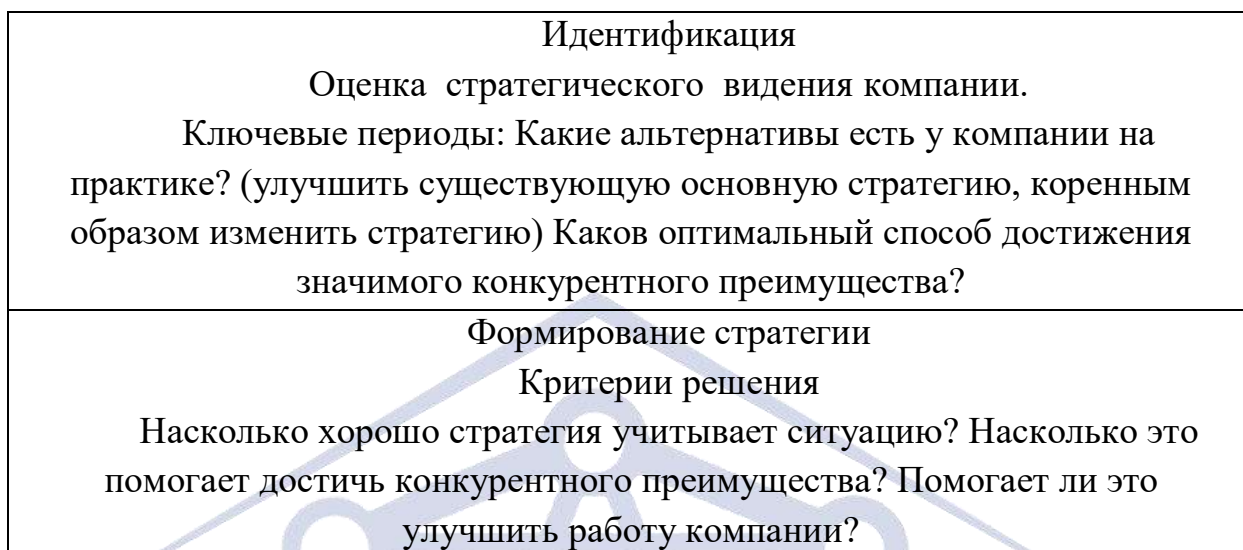 Идентификация
Оценка стратегического видения компании.
Ключевые периоды: Какие альтернативы есть у компании на
практике? (улучшить существующую основную стратегию, коренным
образом изменить стратегию) Каков оптимальный способ достижения
значимого конкурентного преимущества?
Формирование стратегии
Критерии решения
Насколько хорошо стратегия учитывает ситуацию? Насколько это
помогает достичь конкурентного преимущества? Помогает ли это
улучшить работу компании?